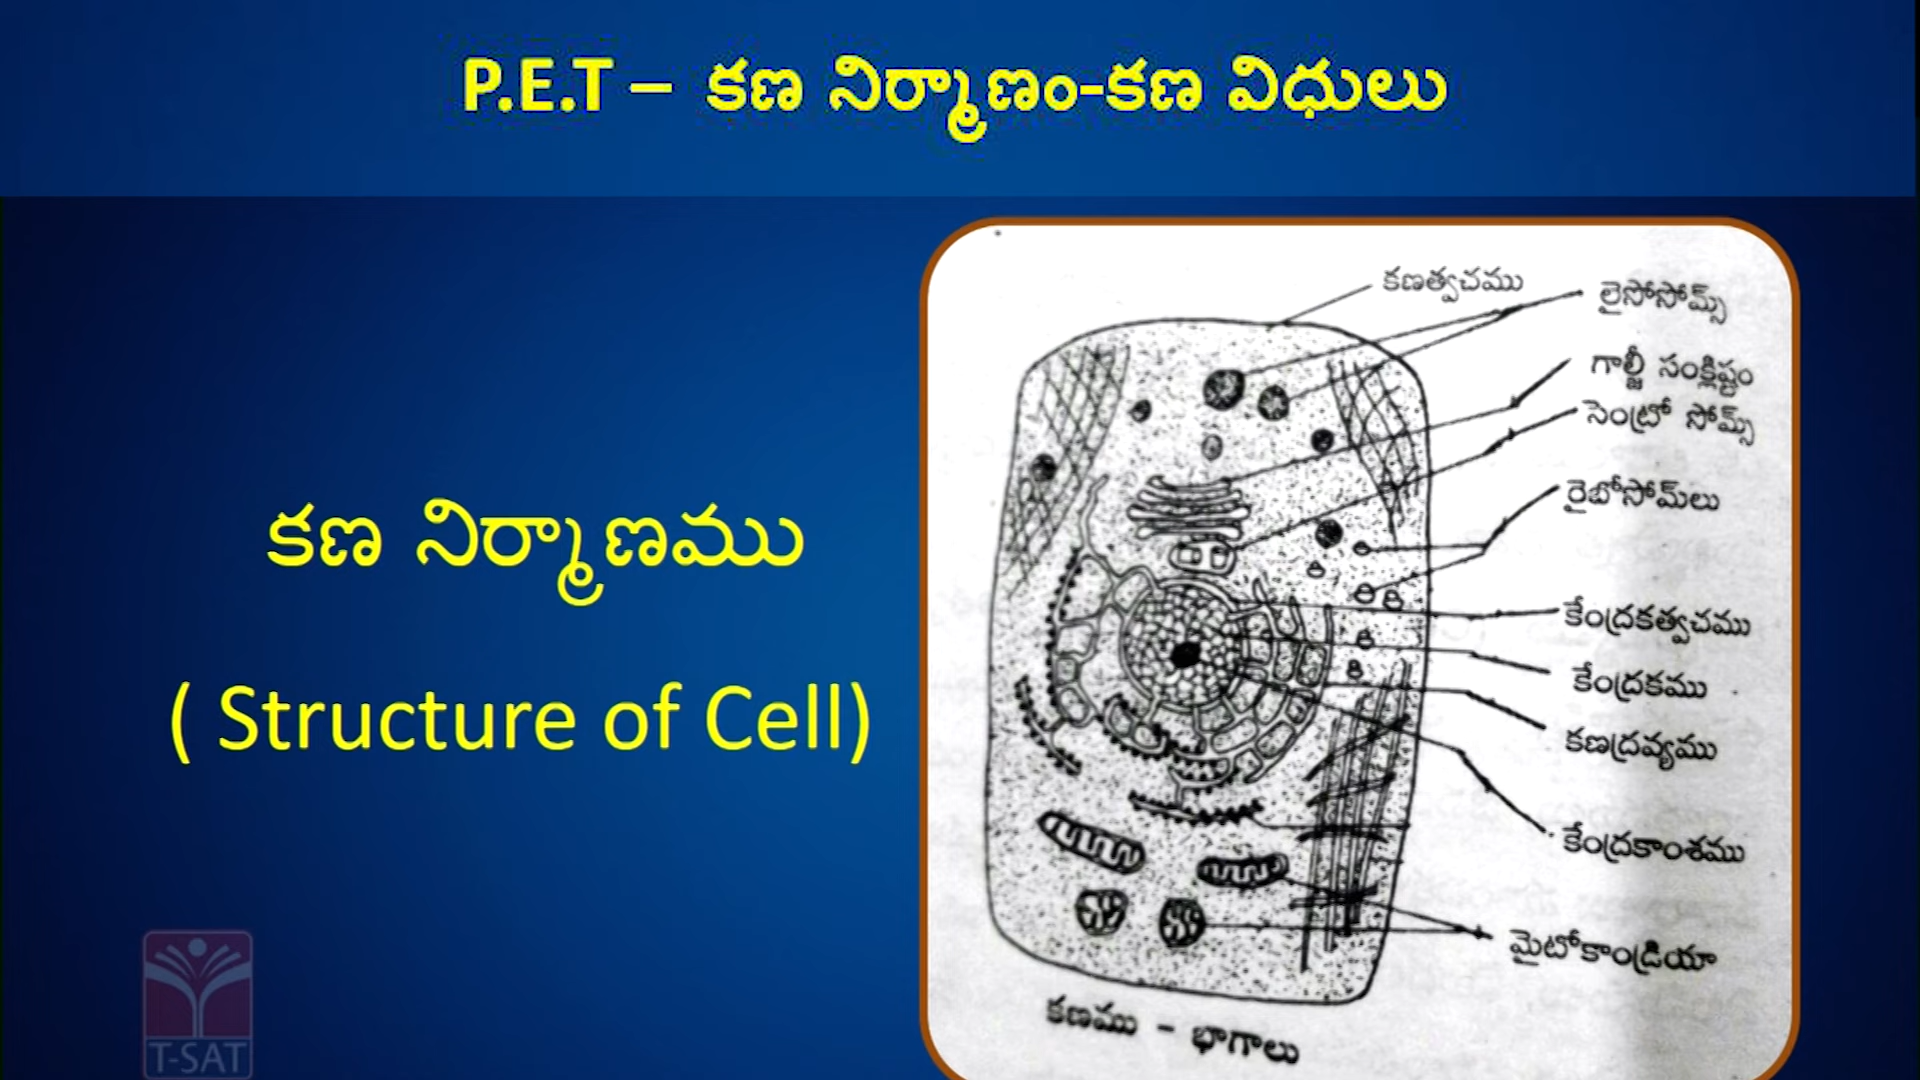 P.E.T – కణ నిర్మాణం-కణ విధులు
కణ నిర్మాణము
( Structure of Cell)
కణత్వచము
లైసోసోమ్స్
గాల్జీ సంక్లిష్టం
సెంట్రో సోమ్స్
రైబోసోమ్‌లు
కేంద్రకత్వచము
కేంద్రకము
కణద్రవ్యము
కేంద్రకాంశము
మైటోకాండ్రియా
కణము - భాగాలు
T-SAT